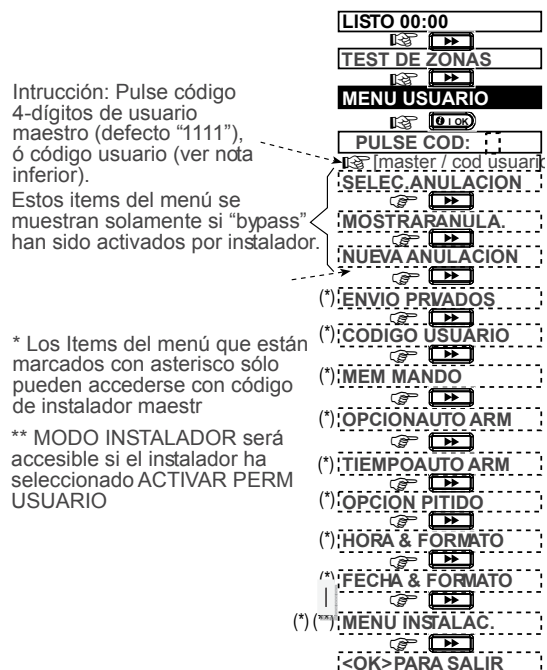 LISTO 00:00
TEST DE ZONAS
MENU USUARIO
i OK
PULSE COD:
[master / cod usuario
SELEC.ANULACION
MOSTRARANULA.
NUEVA ANULACION
(*) ENVIO PRIVADOS
(*) CODIGO USUARIO
(*) MEM MANDO
(*) OPCIONAUTO ARM
(*) TIEMPOAUTO ARM
(*) OPCION PITIDO
(*) HORA & FORMATO
(*) FECHA & FORMATO
(*) (**) MENU INSTALAC.
<OK>PARA SALIR
Intrucción: Pulse código
4-dígitos de usuario
maestro (defecto “1111”),
ó código usuario (ver nota
inferior).
Estos items del menú se
muestran solamente si “bypass”
han sido activados por instalador.
* Los Items del menú que están
marcados con asterisco sólo
pueden accederse con código
de instalador maestr
** MODO INSTALADOR será
accesible si el instalador ha
seleccionado ACTIVAR PERM
USUARIO